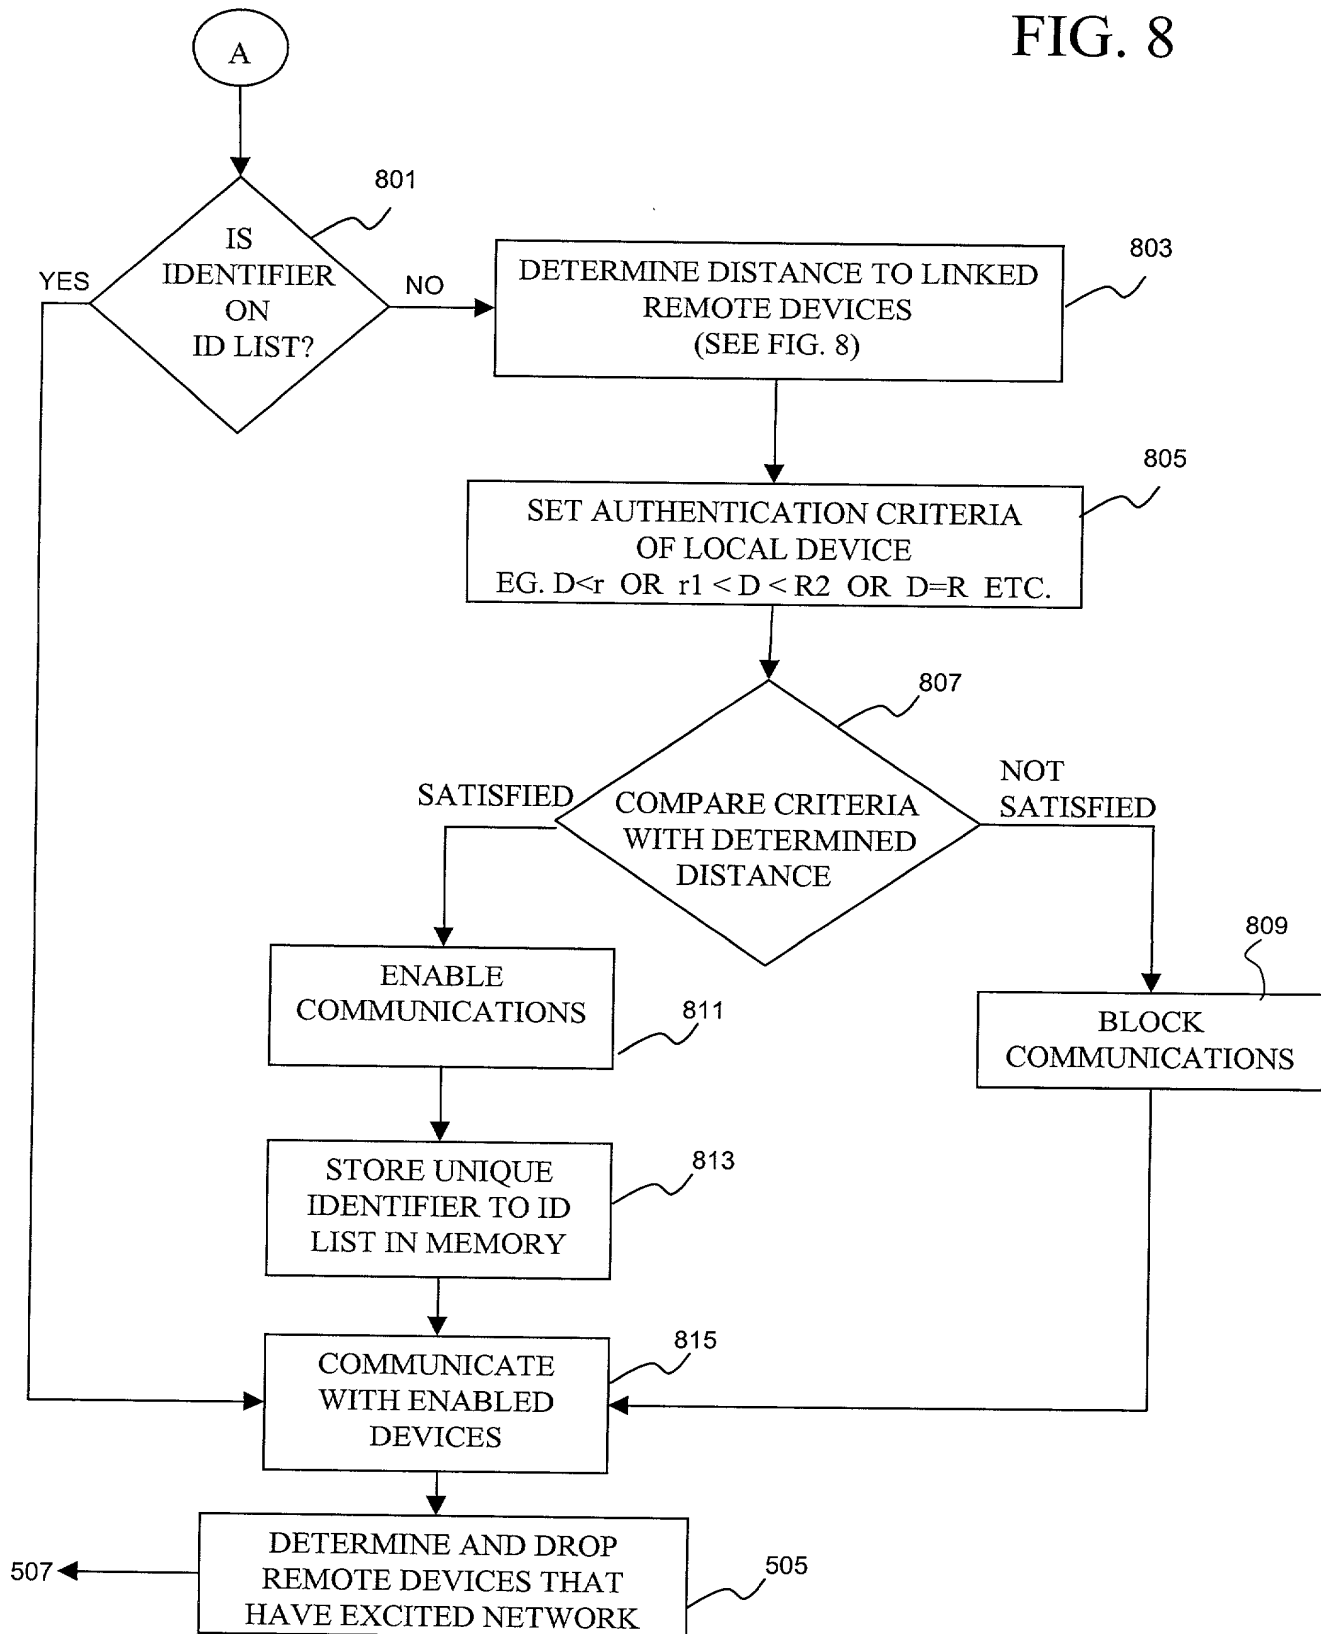 FIG. 8
A
801
IS
IDENTIFIER
ON
ID LIST?
YES
NO
DETERMINE DISTANCE TO LINKED
REMOTE DEVICES
(SEE FIG. 8)
803
SET AUTHENTICATION CRITERIA
OF LOCAL DEVICE
EG. D<r OR r1 < D < R2 OR D=R ETC.
805
807
COMPARE CRITERIA
WITH DETERMINED
DISTANCE
SATISFIED
NOT
SATISFIED
ENABLE
COMMUNICATIONS
811
809
BLOCK
COMMUNICATIONS
STORE UNIQUE
IDENTIFIER TO ID
LIST IN MEMORY
813
COMMUNICATE
WITH ENABLED
DEVICES
815
DETERMINE AND DROP
REMOTE DEVICES THAT
HAVE EXCITED NETWORK
505
507